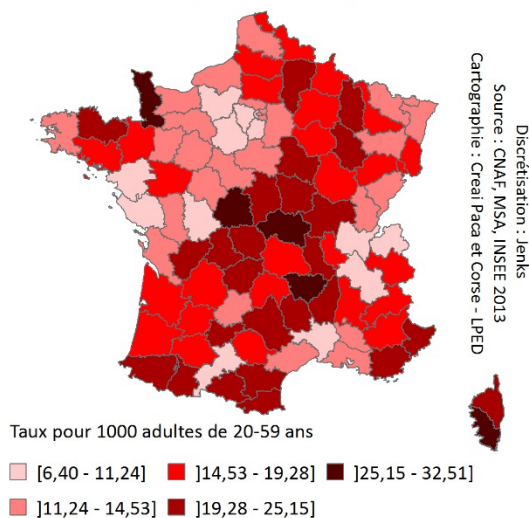 Discrétisation : Jenks
Source : CNAF, MSA, INSEE 2013
Cartographie : Creai Paca et Corse - LPED
Taux pour 1000 adultes de 20-59 ans
[6,40 - 11,24] ]14,53 - 19,28] ]25,15 - 32,51]
]11,24 - 14,53] ]19,28 - 25,15]